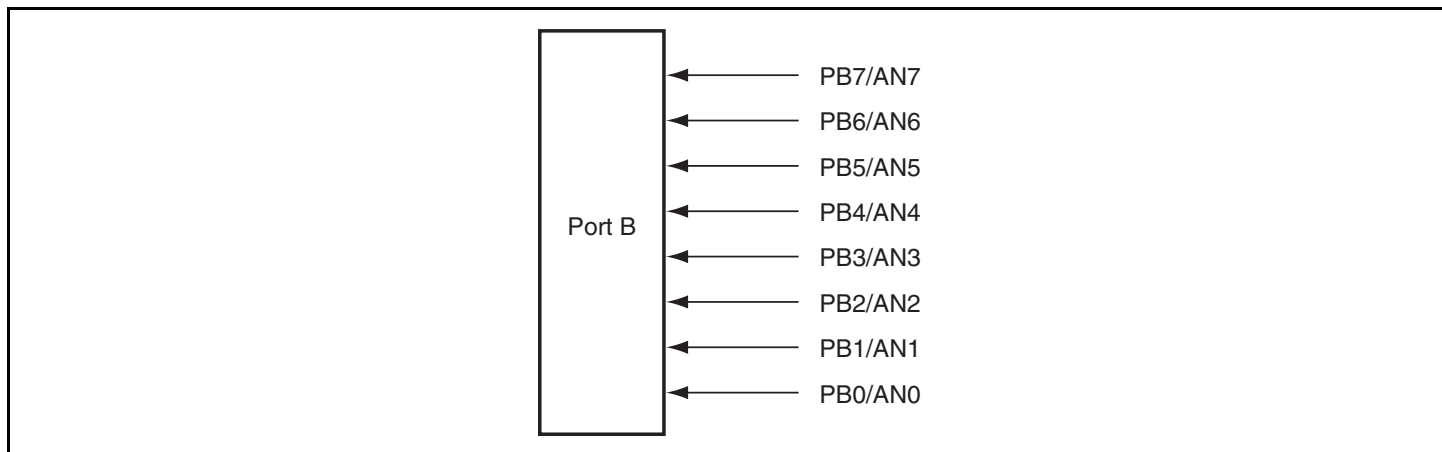 PB7/AN7
PB6/AN6
PB5/AN5
PB4/AN4
Port B
PB3/AN3
PB2/AN2
PB1/AN1
PB0/AN0